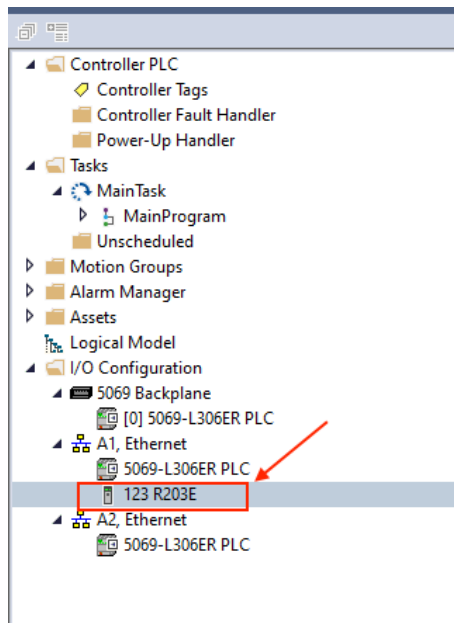 Controller PLC
Controller Tags
Controller Fault Handler
Power-Up Handler
Tasks
MainTask
MainProgram
Unscheduled
Motion Groups
Alarm Manager
Assets
Logical Model
I/O Configuration
5069 Backplane
[0] 5069-L306ER PLC
A1, Ethernet
5069-L306ER PLC
123 R203E
A2, Ethernet
5069-L306ER PLC